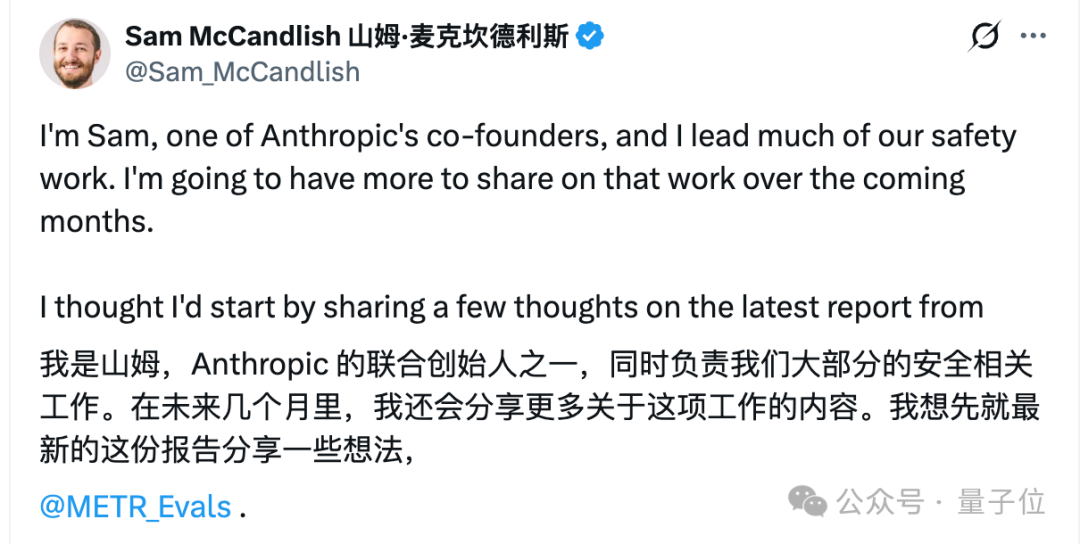 Sam McCandlish 山姆·麦克坎德利斯
@Sam_McCandlish
I'm Sam, one of Anthropic's co-founders, and I lead much of our safety
work. I'm going to have more to share on that work over the coming
months.
I thought I'd start by sharing a few thoughts on the latest report from
我是山姆，Anthropic 的联合创始人之一，同时负责我们大部分的安全相关
工作。在未来几个月里，我还会分享更多关于这项工作的内容。我想先就最
新的这份报告分享一些想法，
@METR_Evals .
公众号 · 量子位